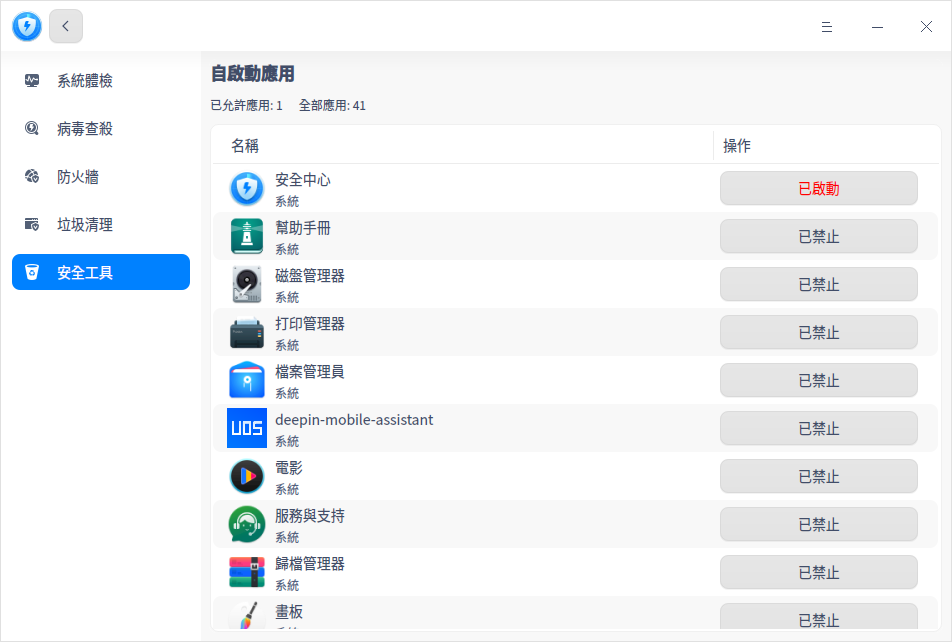 系統體檢
病毒查殺
防火牆
垃圾清理
安全工具
自啟動應用
已允許應用: 1 全部應用: 41
名稱 操作
安全中心
系統
已啟動
幫助手冊
系統
已禁止
磁盤管理器
系統
已禁止
打印管理器
系統
已禁止
檔案管理員
系統
已禁止
UOS
deepin-mobile-assistant
系統
已禁止
電影
系統
已禁止
服務與支持
系統
已禁止
歸檔管理器
系統
已禁止
畫板
已禁止